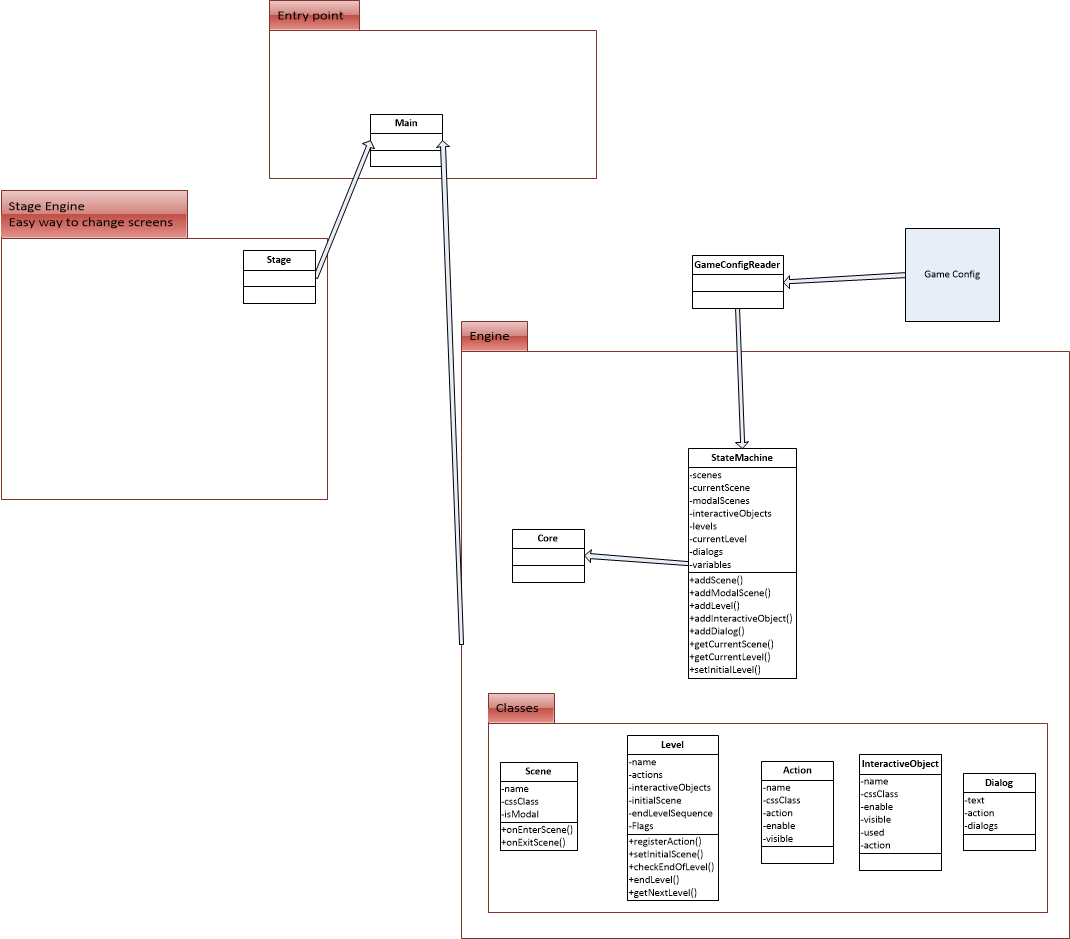 Entry point
Main
Stage Engine
Easy way to change screens
Stage
GameConfigReader
Game Config
Engine
StateMachine
-scenes
-currentScene
-modalScenes
-interactiveObjects
-levels
-currentLevel
-dialogs
-variables
+addScene()
+addModalScene()
+addLevel()
+addInteractiveObject()
+addDialog()
+getCurrentScene()
+getCurrentLevel()
+setInitialLevel()
Core
Classes
Scene
-name
-cssClass
-isModal
+onEnterScene()
+onExitScene()
Level
-name
-actions
-interactiveObjects
-initialScene
-endLevelSequence
-Flags
+registerAction()
+setInitialScene()
+checkEndOfLevel()
+endLevel()
+getNextLevel()
Action
-name
-cssClass
-action
-enable
-visible
InteractiveObject
-name
-cssClass
-enable
-visible
-used
-action
Dialog
-text
-action
-dialogs